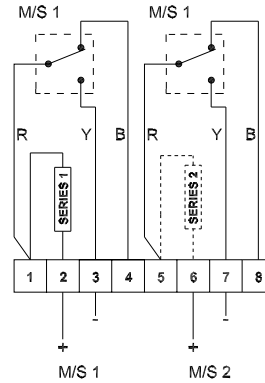 M/S 1 M/S 1
R Y B R Y B
SERIES 1 SERIES 2
1 2 3 4 5 6 7 8
+ - + -
M/S 1 M/S 2